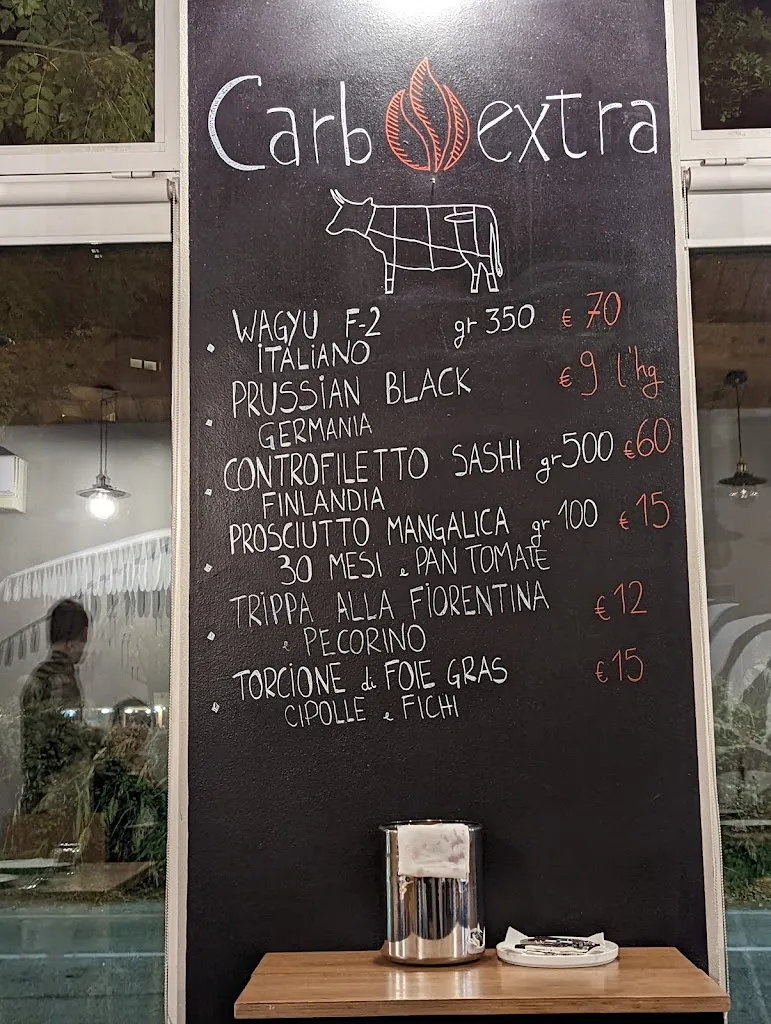 Carb extra
WAGYU F-2 gr 350 € 70
ITALIANO
PRUSSIAN BLACK € 9 l'hg
GERMANIA
CONTROFILETTO SASHI gr 500 € 60
FINLANDIA
PROSCIUTTO MANGALICA gr 100 € 15
30 MESI e PAN TOMATE
TRIPPA ALLA FIORENTINA € 12
e PECORINO
TORCIONE di FOIE GRAS € 15
CIPOLLE e FICHI